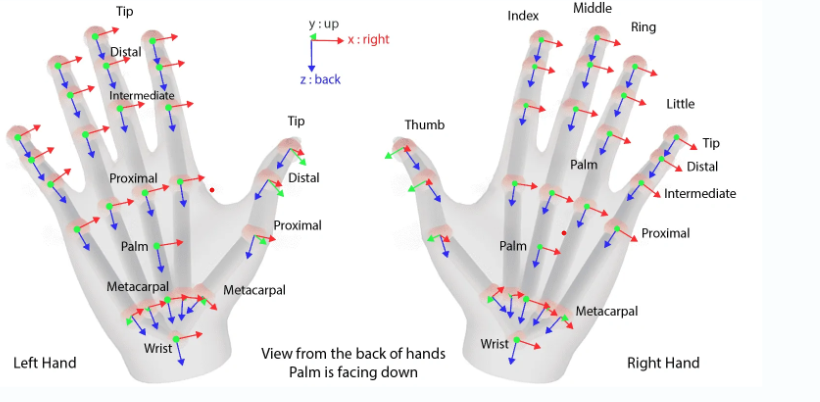 Tip
Distal
Intermediate
Proximal
Palm
Metacarpal
Wrist
Left Hand
y : up
x : right
z : back
Tip
Distal
Proximal
Metacarpal
View from the back of hands
Palm is facing down
Index
Middle
Ring
Little
Thumb
Palm
Tip
Distal
Intermediate
Proximal
Palm
Metacarpal
Wrist
Right Hand